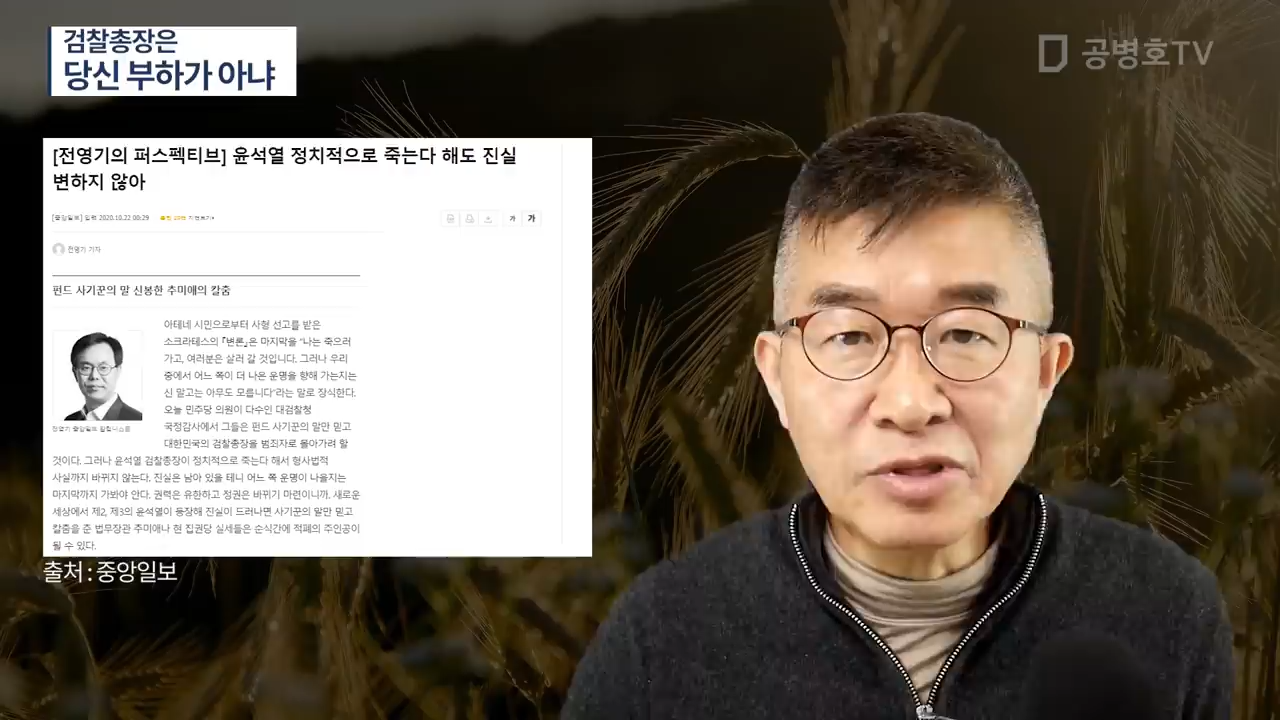 검찰총장은
당신 부하가 아냐
공병호TV
[전영기의 퍼스펙티브] 윤석열 정치적으로 죽는다 해도 진실
변하지 않아
[중앙일보] 입력 2020.10.22 00:29
가 가
전영기 기자
펀드 사기꾼의 말 신봉한 추미애의 칼춤
아테네 시민으로부터 사형 선고를 받은
소크라테스의 『변론』은 마지막을 “나는 죽으러
가고, 여러분은 살러 갈 것입니다. 그러나 우리
중에서 어느 쪽이 더 나은 운명을 향해 가는지는
신 말고는 아무도 모릅니다”라는 말로 장식한다.
오늘 민주당 의원이 다수인 대검찰청
국정감사에서 그들은 펀드 사기꾼의 말만 믿고
대한민국의 검찰총장을 범죄자로 몰아가려 할
것이다. 그러나 윤석열 검찰총장이 정치적으로 죽는다 해서 형사법적
사실까지 바뀌지 않는다. 진실은 남아 있을 테니 어느 쪽 운명이 나을지는
마지막까지 가봐야 안다. 권력은 유한하고 정권은 바뀌기 마련이니까. 새로운
세상에서 제2, 제3의 윤석열이 등장해 진실이 드러나면 사기꾼의 말만 믿고
칼춤을 춘 법무장관 추미애나 현 집권당 실세들은 순식간에 적폐의 주인공이
될 수 있다.
전영기 중앙일보 칼럼니스트
출처 : 중앙일보